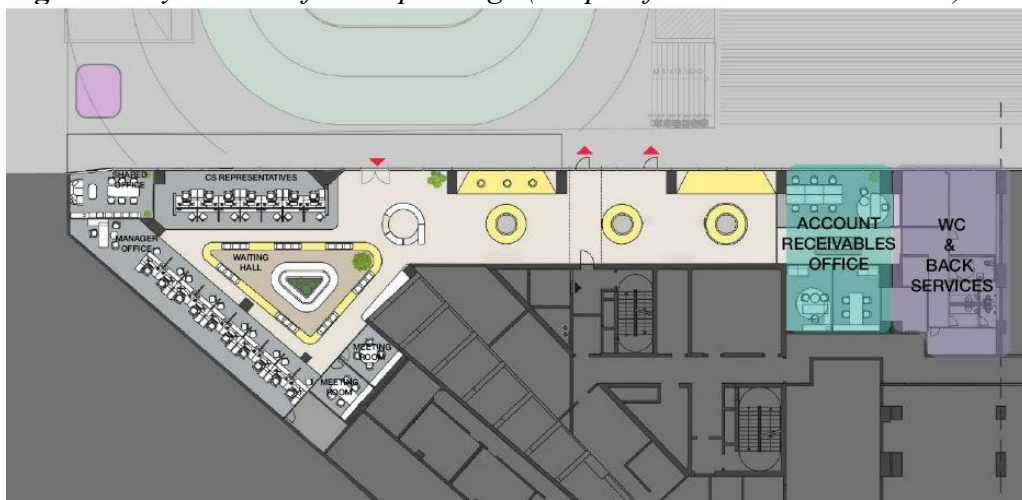 SHARED
OFFICE
CS REPRESENTATIVES
MANAGER
OFFICE
WAITING
HALL
MEETING
ROOM
MEETING
ROOM
ACCOUNT
RECEIVABLES
OFFICE
WC
&
BACK
SERVICES